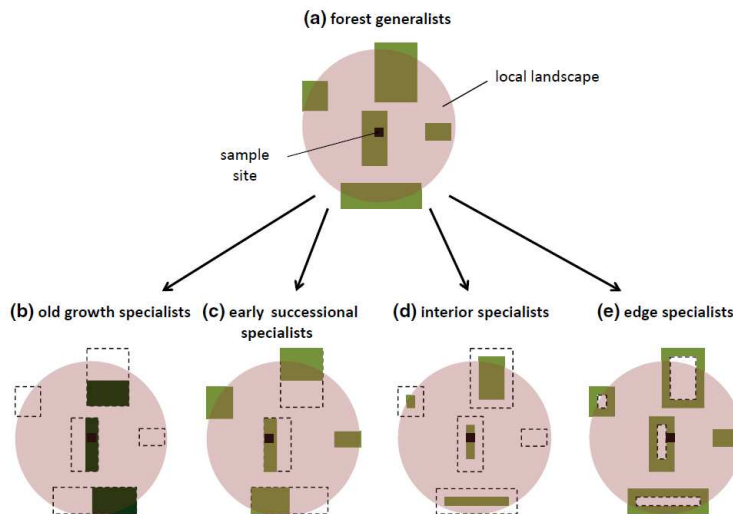 (a) forest generalists
local landscape
sample
site
(b) old growth specialists
(c) early successional
specialists
(d) interior specialists
(e) edge specialists